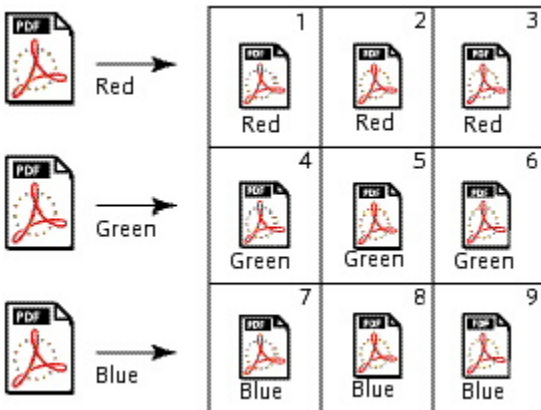 PDF
Red
1 2 3
PDF PDF PDF
Red Red Red
PDF
Green
4 5 6
PDF PDF PDF
Green Green Green
PDF
Blue
7 8 9
PDF PDF PDF
Blue Blue Blue